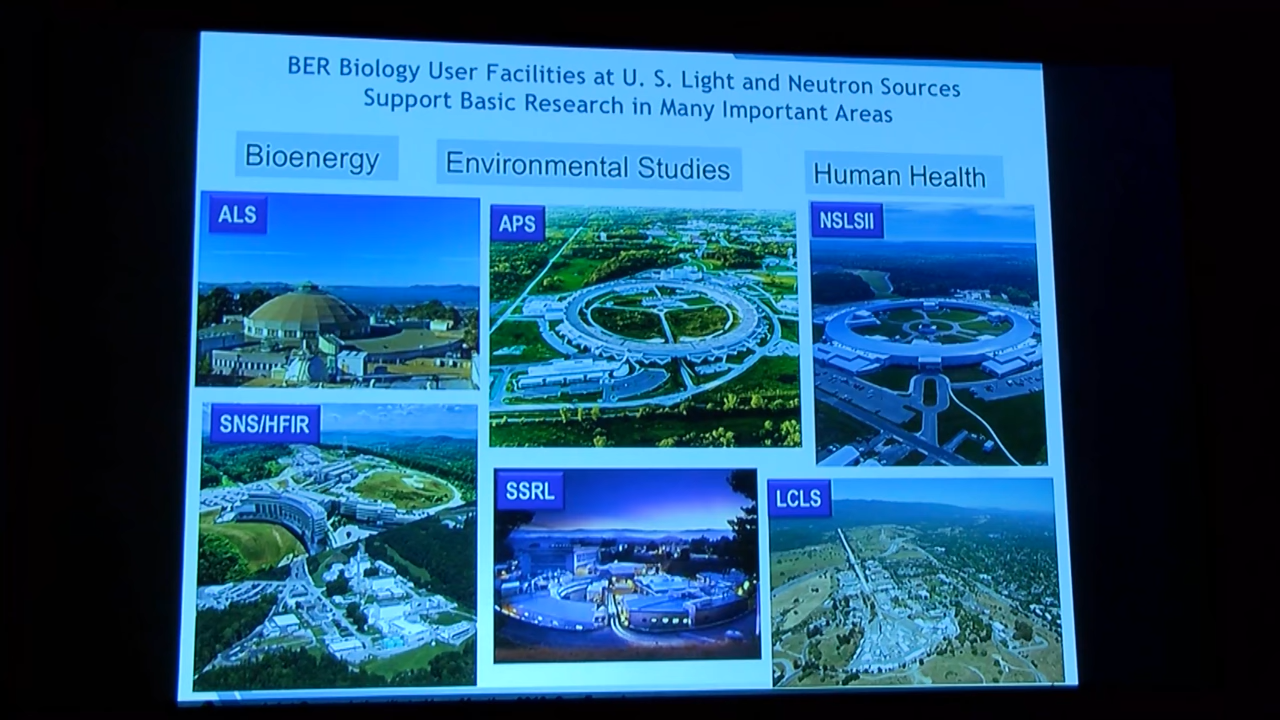 BER Biology User Facilities at U. S. Light and Neutron Sources
Support Basic Research in Many Important Areas
Bioenergy
Environmental Studies
Human Health
ALS
APS
NSLSII
SNS/HFIR
SSRL
LCLS